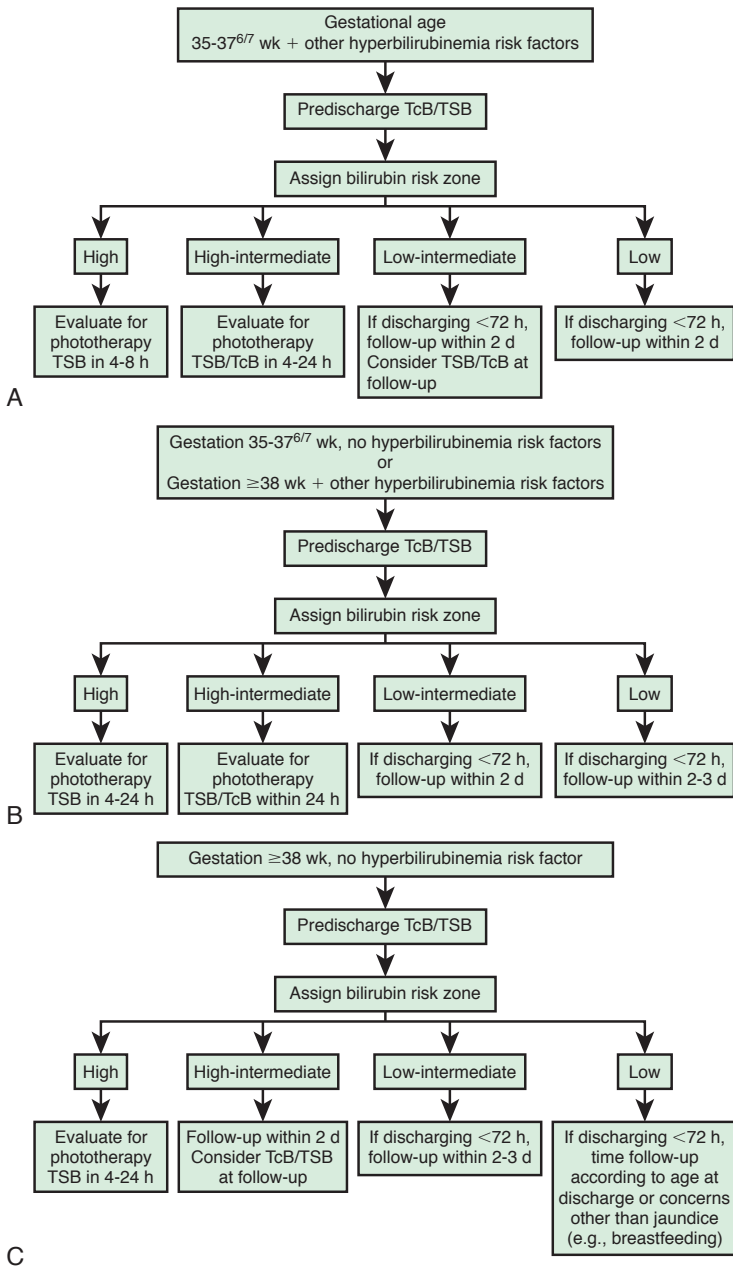 Gestational age
35-37⁶ᐟ⁷ wk + other hyperbilirubinemia risk factors
Predischarge TcB/TSB
Assign bilirubin risk zone
High
High-intermediate
Low-intermediate
Low
Evaluate for
phototherapy
TSB in 4-8 h
Evaluate for
phototherapy
TSB/TcB in 4-24 h
If discharging <72 h,
follow-up within 2 d
Consider TSB/TcB at
follow-up
If discharging <72 h,
follow-up within 2 d
A
Gestation 35-37⁶ᐟ⁷ wk, no hyperbilirubinemia risk factors
or
Gestation ≥38 wk + other hyperbilirubinemia risk factors
Predischarge TcB/TSB
Assign bilirubin risk zone
High
High-intermediate
Low-intermediate
Low
Evaluate for
phototherapy
TSB in 4-24 h
Evaluate for
phototherapy
TSB/TcB within 24 h
If discharging <72 h,
follow-up within 2 d
If discharging <72 h,
follow-up within 2-3 d
B
Gestation ≥38 wk, no hyperbilirubinemia risk factor
Predischarge TcB/TSB
Assign bilirubin risk zone
High
High-intermediate
Low-intermediate
Low
Evaluate for
phototherapy
TSB in 4-24 h
Follow-up within 2 d
Consider TcB/TSB
at follow-up
If discharging <72 h,
follow-up within 2-3 d
If discharging <72 h,
time follow-up
according to age at
discharge or concerns
other than jaundice
(e.g., breastfeeding)
C